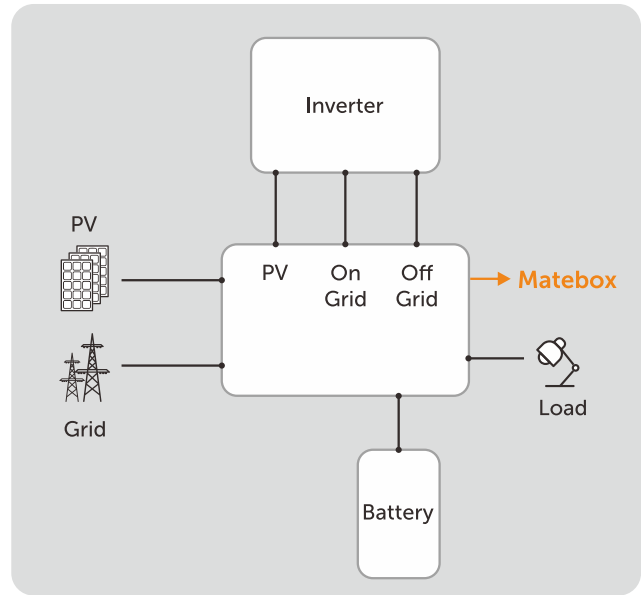 Inverter
PV
PV
On
Grid
Off
Grid
Matebox
Grid
Load
Battery